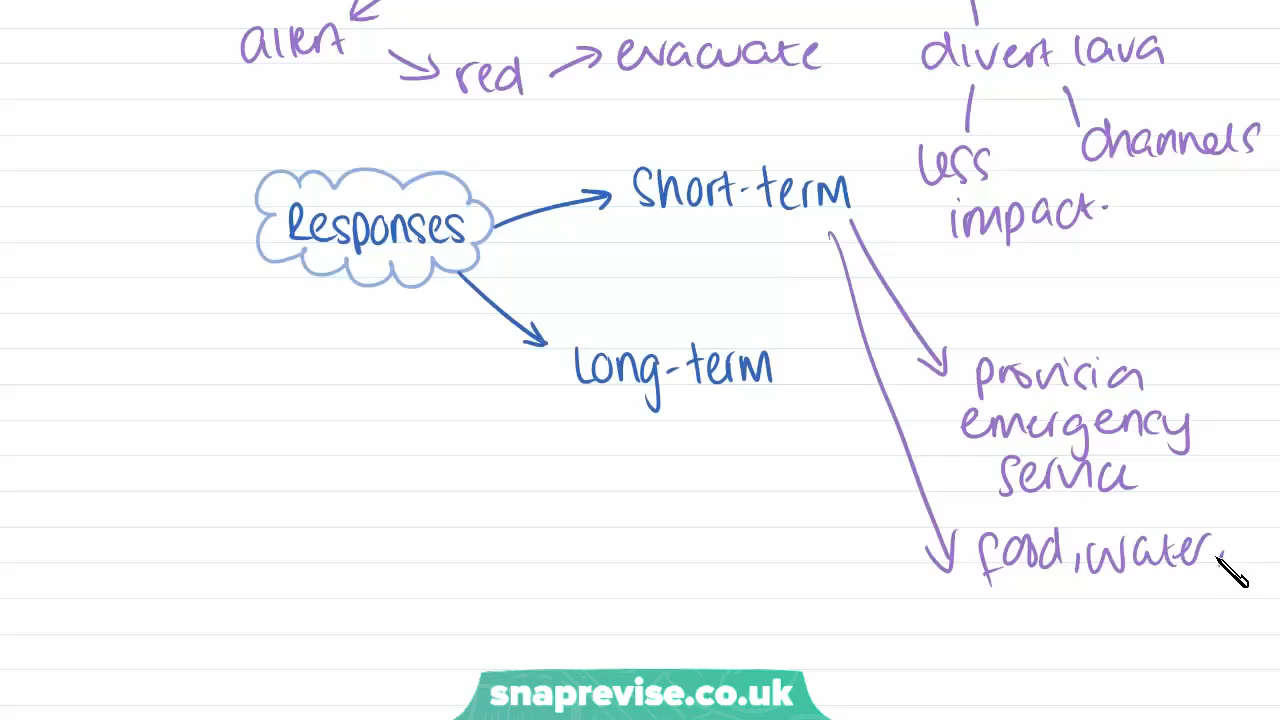 alert
red
evacuate
divert lava
less
impact.
channels
Responses
Short-term
Long-term
provision
emergency
service
food, water,
snaprevise.co.uk